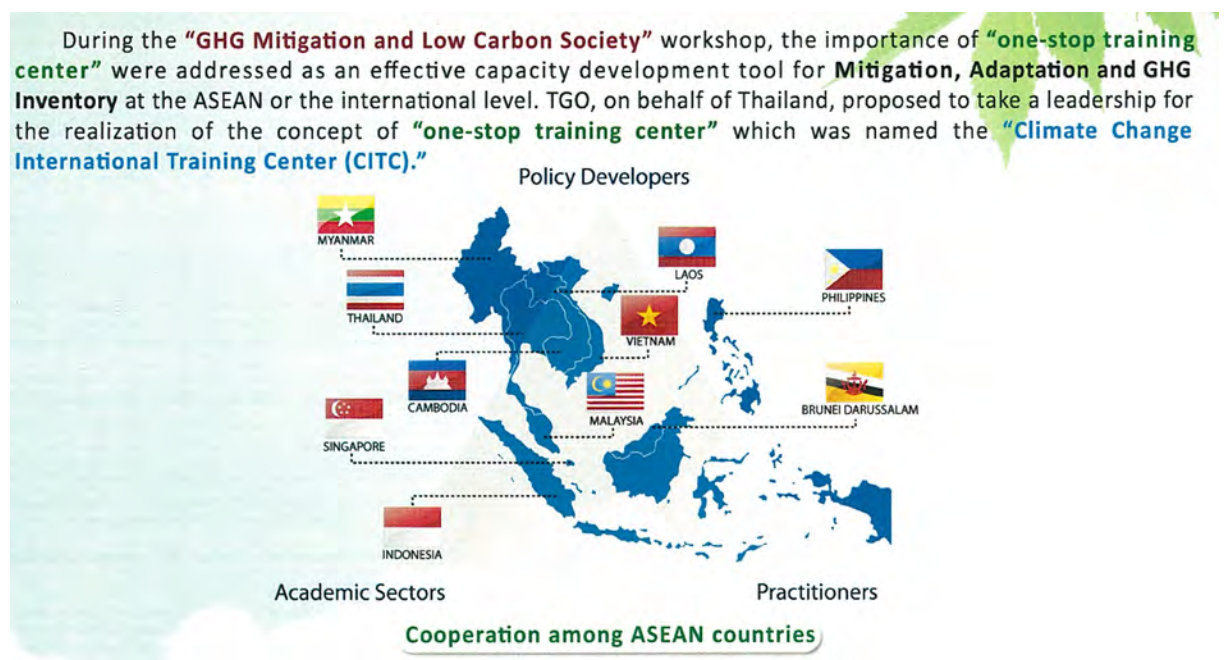 During the “GHG Mitigation and Low Carbon Society” workshop, the importance of “one-stop training
center” were addressed as an effective capacity development tool for Mitigation, Adaptation and GHG
Inventory at the ASEAN or the international level. TGO, on behalf of Thailand, proposed to take a leadership for
the realization of the concept of “one-stop training center” which was named the “Climate Change
International Training Center (CITC).”
Policy Developers
MYANMAR
LAOS
PHILIPPINES
THAILAND
VIETNAM
CAMBODIA
MALAYSIA
BRUNEI DARUSSALAM
SINGAPORE
INDONESIA
Academic Sectors
Practitioners
Cooperation among ASEAN countries